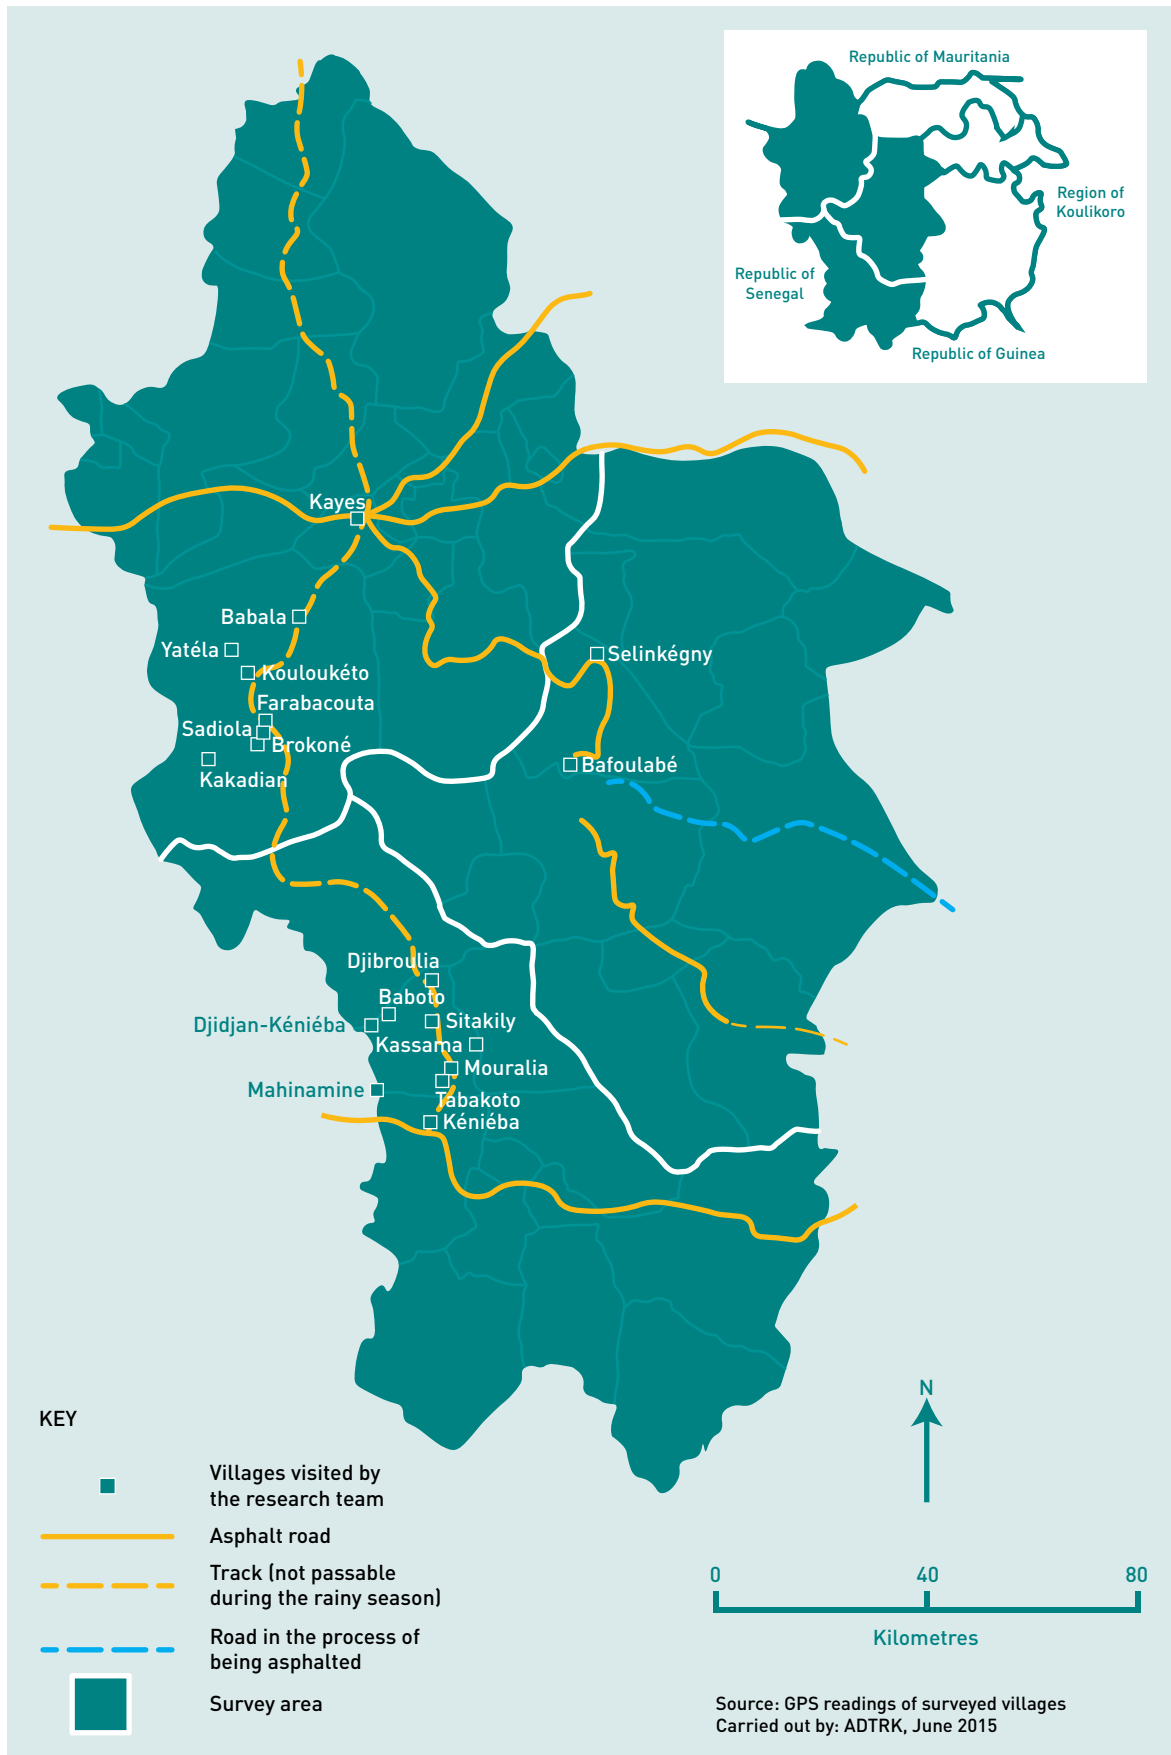 Republic of Mauritania
Region of
Koulikoro
Republic of
Senegal
Republic of Guinea
Kayes
Babala
Yatéla
Kouloukéto
Farabacouta
Sadiola
Brokoné
Kakadian
Selinkégny
Bafoulabé
Djibroulia
Baboto
Djidjan-Kéniéba
Sitakily
Kassama
Mouralia
Mahinamine
Tabakoto
Kéniéba
KEY
Villages visited by
the research team
Asphalt road
Track (not passable
during the rainy season)
Road in the process of
being asphalted
Survey area
N
0 40 80
Kilometres
Source: GPS readings of surveyed villages
Carried out by: ADTRK, June 2015